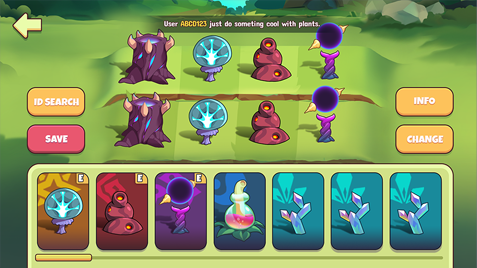 User ABCD123 just do someting cool with plants.
ID SEARCH
INFO
SAVE
CHANGE
E
E
E